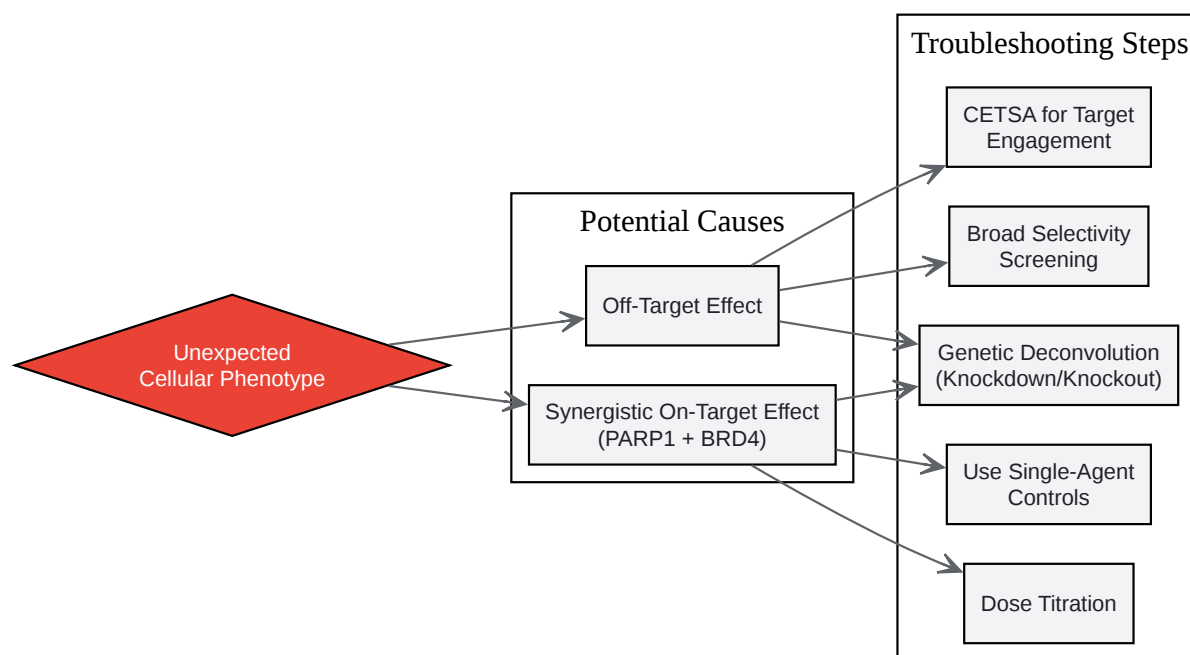 Unexpected
Cellular Phenotype
Potential Causes
Off-Target Effect
Synergistic On-Target Effect
(PARP1 + BRD4)
Troubleshooting Steps
CETSA for Target
Engagement
Broad Selectivity
Screening
Genetic Deconvolution
(Knockdown/Knockout)
Use Single-Agent
Controls
Dose Titration